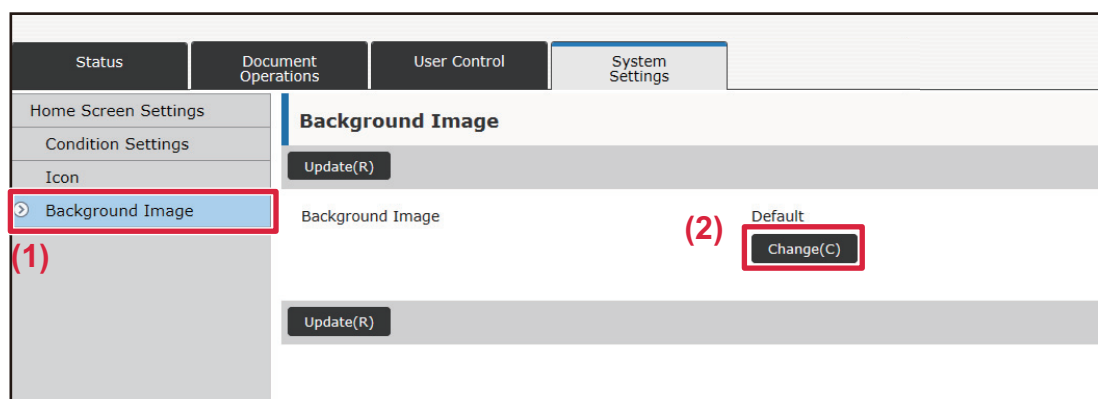 Status
Document
Operations
User Control
System
Settings
Home Screen Settings
Condition Settings
Icon
Background Image
(1)
Background Image
Update(R)
Background Image
(2)
Default
Change(C)
Update(R)